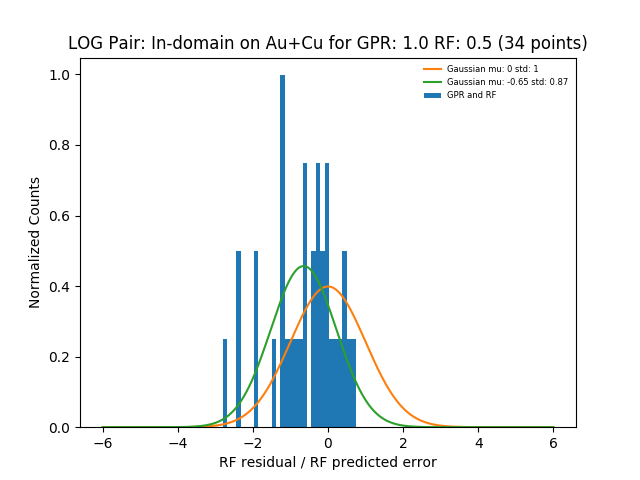 LOG Pair: In-domain on Au+Cu for GPR: 1.0 RF: 0.5 (34 points)
Gaussian mu: 0 std: 1
Gaussian mu: -0.65 std: 0.87
GPR and RF
1.0
0.8
0.6
0.4
0.2
0.0
Normalized Counts
−6 −4 −2 0 2 4 6
RF residual / RF predicted error